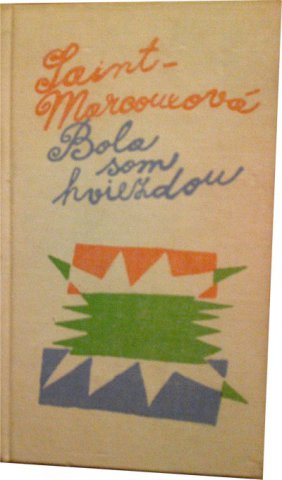 Saint-
Marcouxová
Bola
som
hviezdou